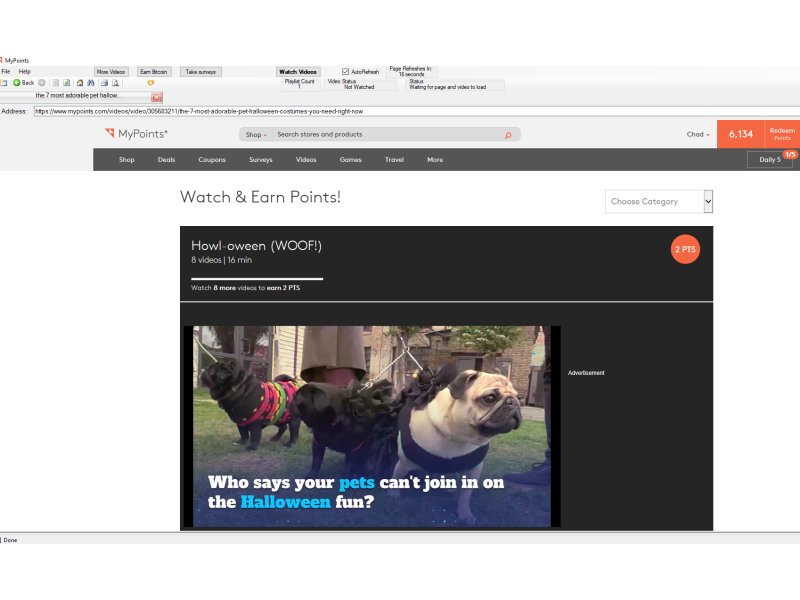 MyPoints
File Help
More Videos Earn Bitcoin Take surveys Watch Videos AutoRefresh Page Refreshes In:
16 seconds
Back
Playlist Count Video Status Status
1 Not Watched Waiting for page and video to load
the 7 most adorable pet hallow...
Address: https://www.mypoints.com/videos/video/305683211/the-7-most-adorable-pet-halloween-costumes-you-need-right-now
MyPoints® Shop Search stores and products Chad 6,134 Redeem
Points
Shop Deals Coupons Surveys Videos Games Travel More Daily 5 1/5
Watch & Earn Points!
Choose Category
Howl-oween (WOOF!)
8 videos | 16 min
2 PTS
Watch 8 more videos to earn 2 PTS
Advertisement
Who says your pets can't join in on
the Halloween fun?
Done